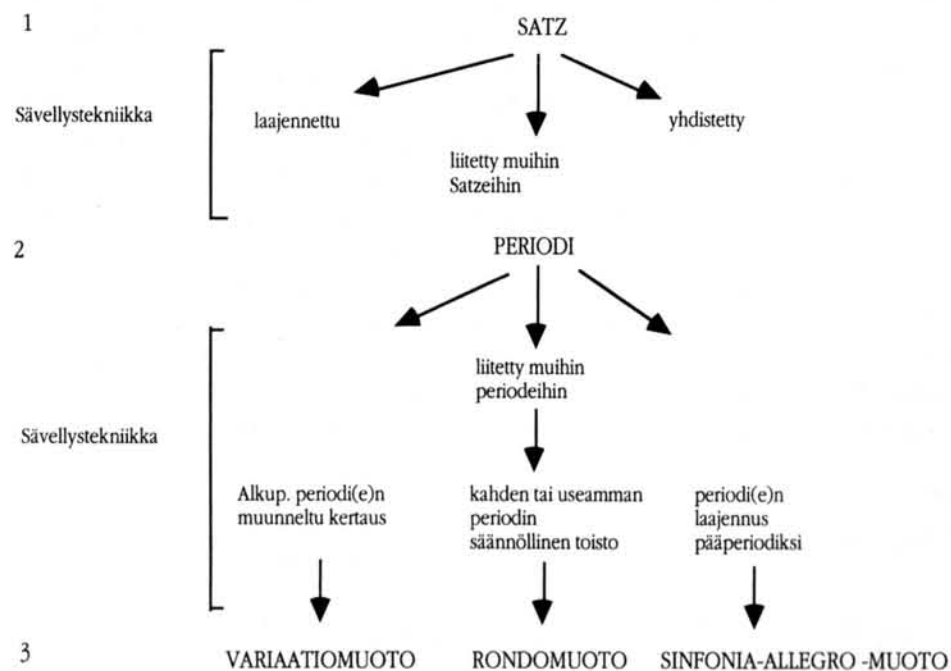 1
SATZ
Sävellystekniikka
laajennettu
yhdistetty
liitetty muihin
Satzeihin
2
PERIODI
liitetty muihin
periodeihin
Sävellystekniikka
Alkup. periodi(e)n
muunneltu kertaus
kahden tai useamman
periodin
säännöllinen toisto
periodi(e)n
laajennus
pääperiodiksi
3
VARIAATIOMUOTO
RONDOMUOTO
SINFONIA-ALLEGRO -MUOTO